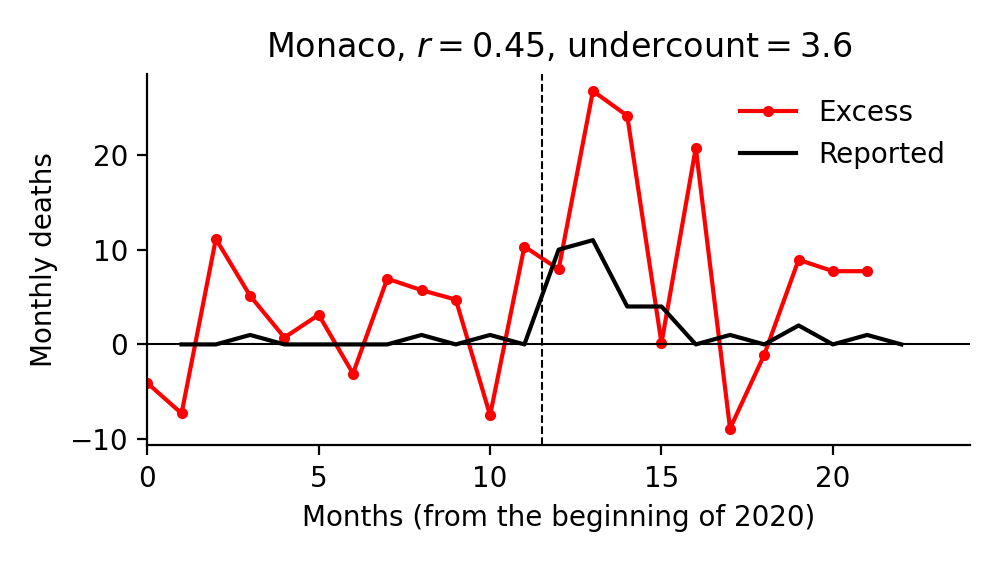 Monaco, r = 0.45, undercount = 3.6
Excess
Reported
Monthly deaths
20
10
0
−10
0 5 10 15 20
Months (from the beginning of 2020)